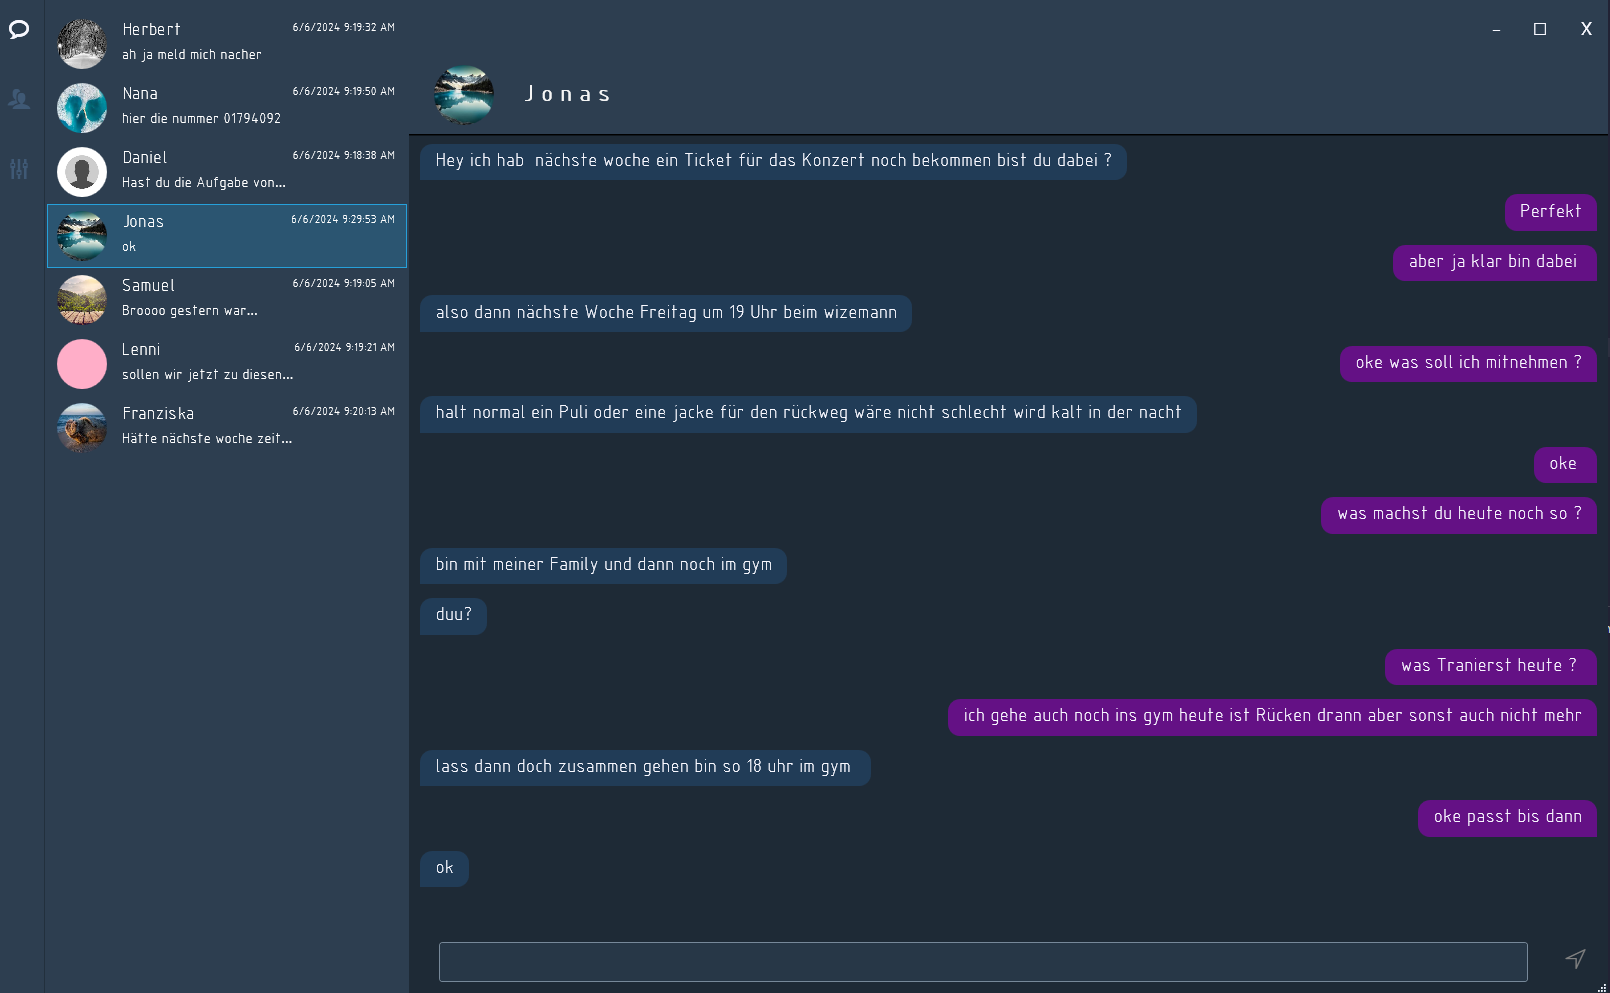 Herbert
6/6/2024 9:19:32 AM
ah ja meld mich nacher
Nana
6/6/2024 9:19:50 AM
hier die nummer 01794092
Daniel
6/6/2024 9:18:38 AM
Hast du die Aufgabe von...
Jonas
6/6/2024 9:29:53 AM
ok
Samuel
6/6/2024 9:19:05 AM
Broooo gestern war...
Lenni
6/6/2024 9:19:21 AM
sollen wir jetzt zu diesen...
Franziska
6/6/2024 9:20:13 AM
Hätte nächste woche zeit...
Jonas
Hey ich hab  nächste woche ein Ticket für das Konzert noch bekommen bist du dabei ?
Perfekt
aber ja klar bin dabei
also dann nächste Woche Freitag um 19 Uhr beim wizemann
oke was soll ich mitnehmen ?
halt normal ein Puli oder eine jacke für den rückweg wäre nicht schlecht wird kalt in der nacht
oke
was machst du heute noch so ?
bin mit meiner Family und dann noch im gym
duu?
was Tranierst heute ?
ich gehe auch noch ins gym heute ist Rücken drann aber sonst auch nicht mehr
lass dann doch zusammen gehen bin so 18 uhr im gym
oke passt bis dann
ok